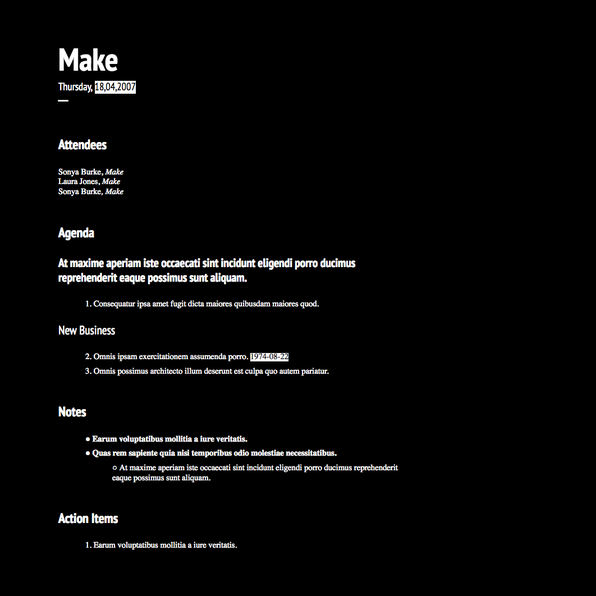 Make
Thursday, 18,04,2007
Attendees
Sonya Burke, Make
Laura Jones, Make
Sonya Burke, Make
Agenda
At maxime aperiam iste occaecati sint incidunt eligendi porro ducimus
reprehenderit eaque possimus sunt aliquam.
1. Consequatur ipsa amet fugit dicta maiores quibusdam maiores quod.
New Business
2. Omnis ipsam exercitationem assumenda porro. 1974-08-22
3. Omnis possimus architecto illum deserunt est culpa quo autem pariatur.
Notes
● Earum voluptatibus mollitia a iure veritatis.
● Quas rem sapiente quia nisi temporibus odio molestiae necessitatibus.
○ At maxime aperiam iste occaecati sint incidunt eligendi porro ducimus reprehenderit
eaque possimus sunt aliquam.
Action Items
1. Earum voluptatibus mollitia a iure veritatis.